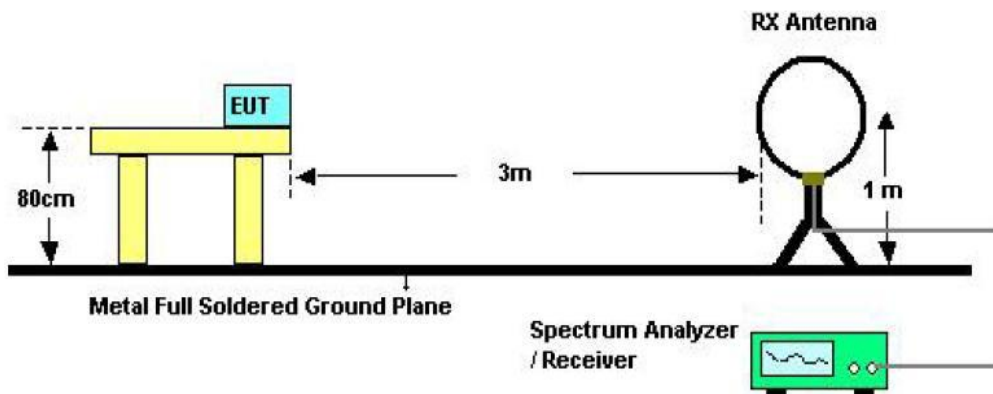 RX Antenna
EUT
3m
80cm
1 m
Metal Full Soldered Ground Plane
Spectrum Analyzer
/ Receiver